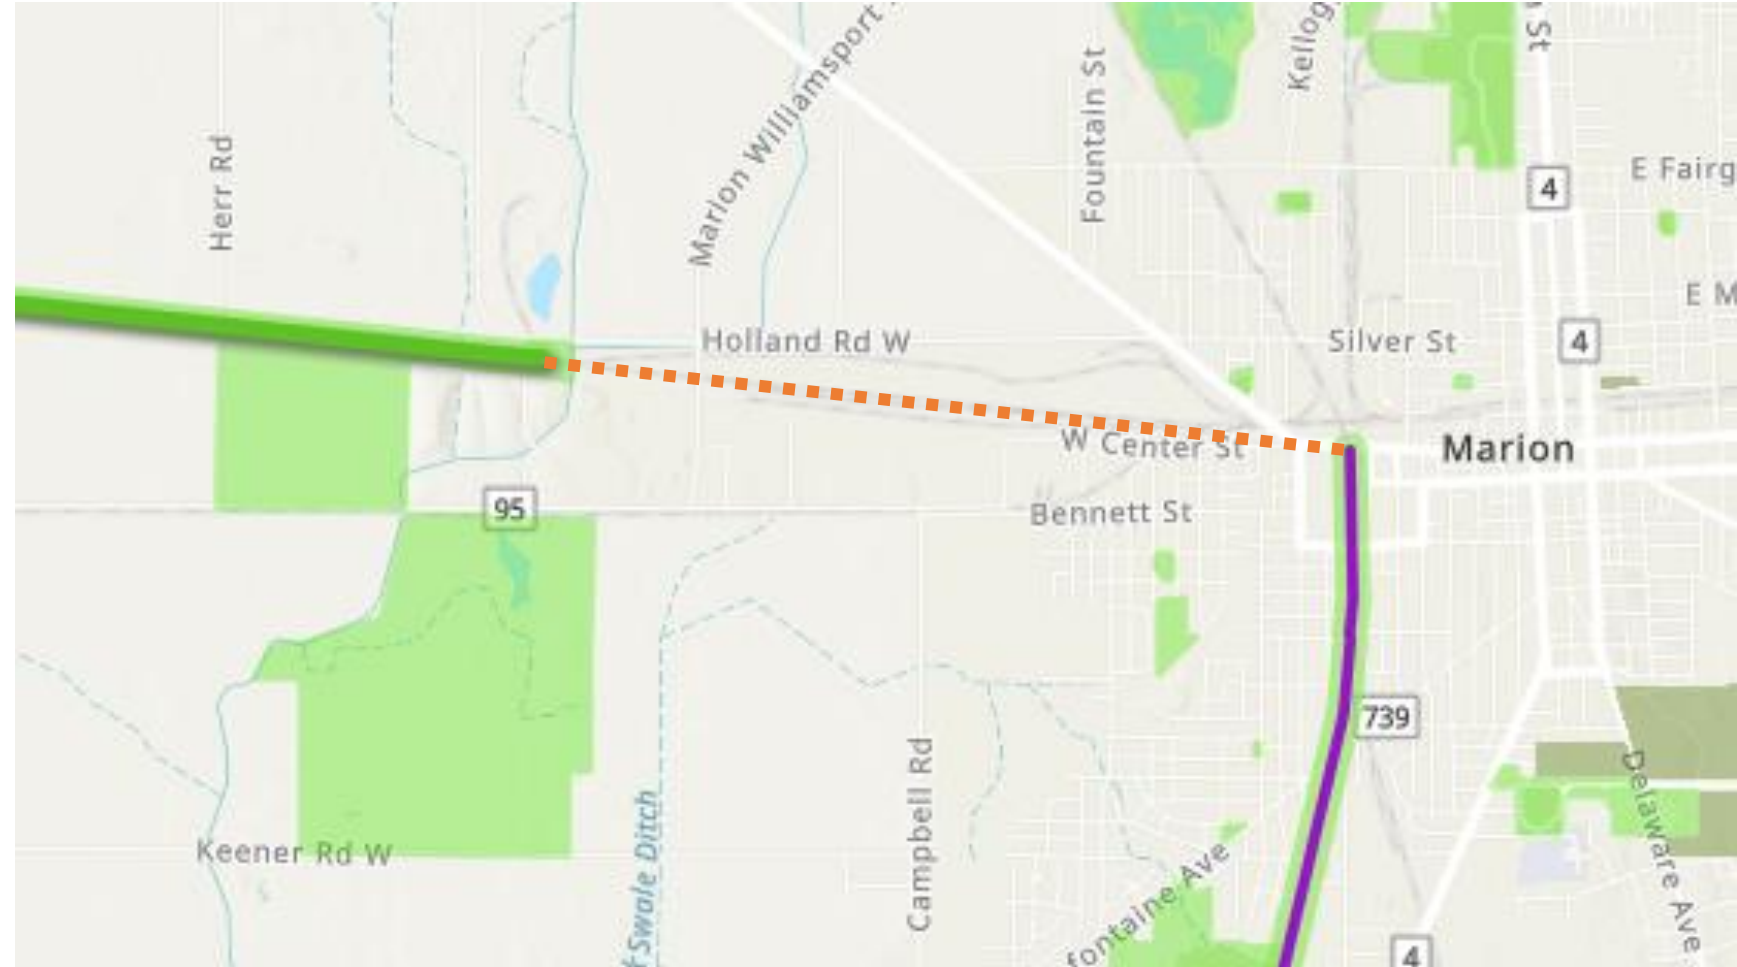 St
Kellog
Marion Williamsport
Fountain St
Herr Rd
4
E Fairg
E M
Holland Rd W
Silver St
4
W Center St
Marion
95
Bennett St
739
Campbell Rd
Delaware Ave
Swale Ditch
Keener Rd W
fontaine Ave
4